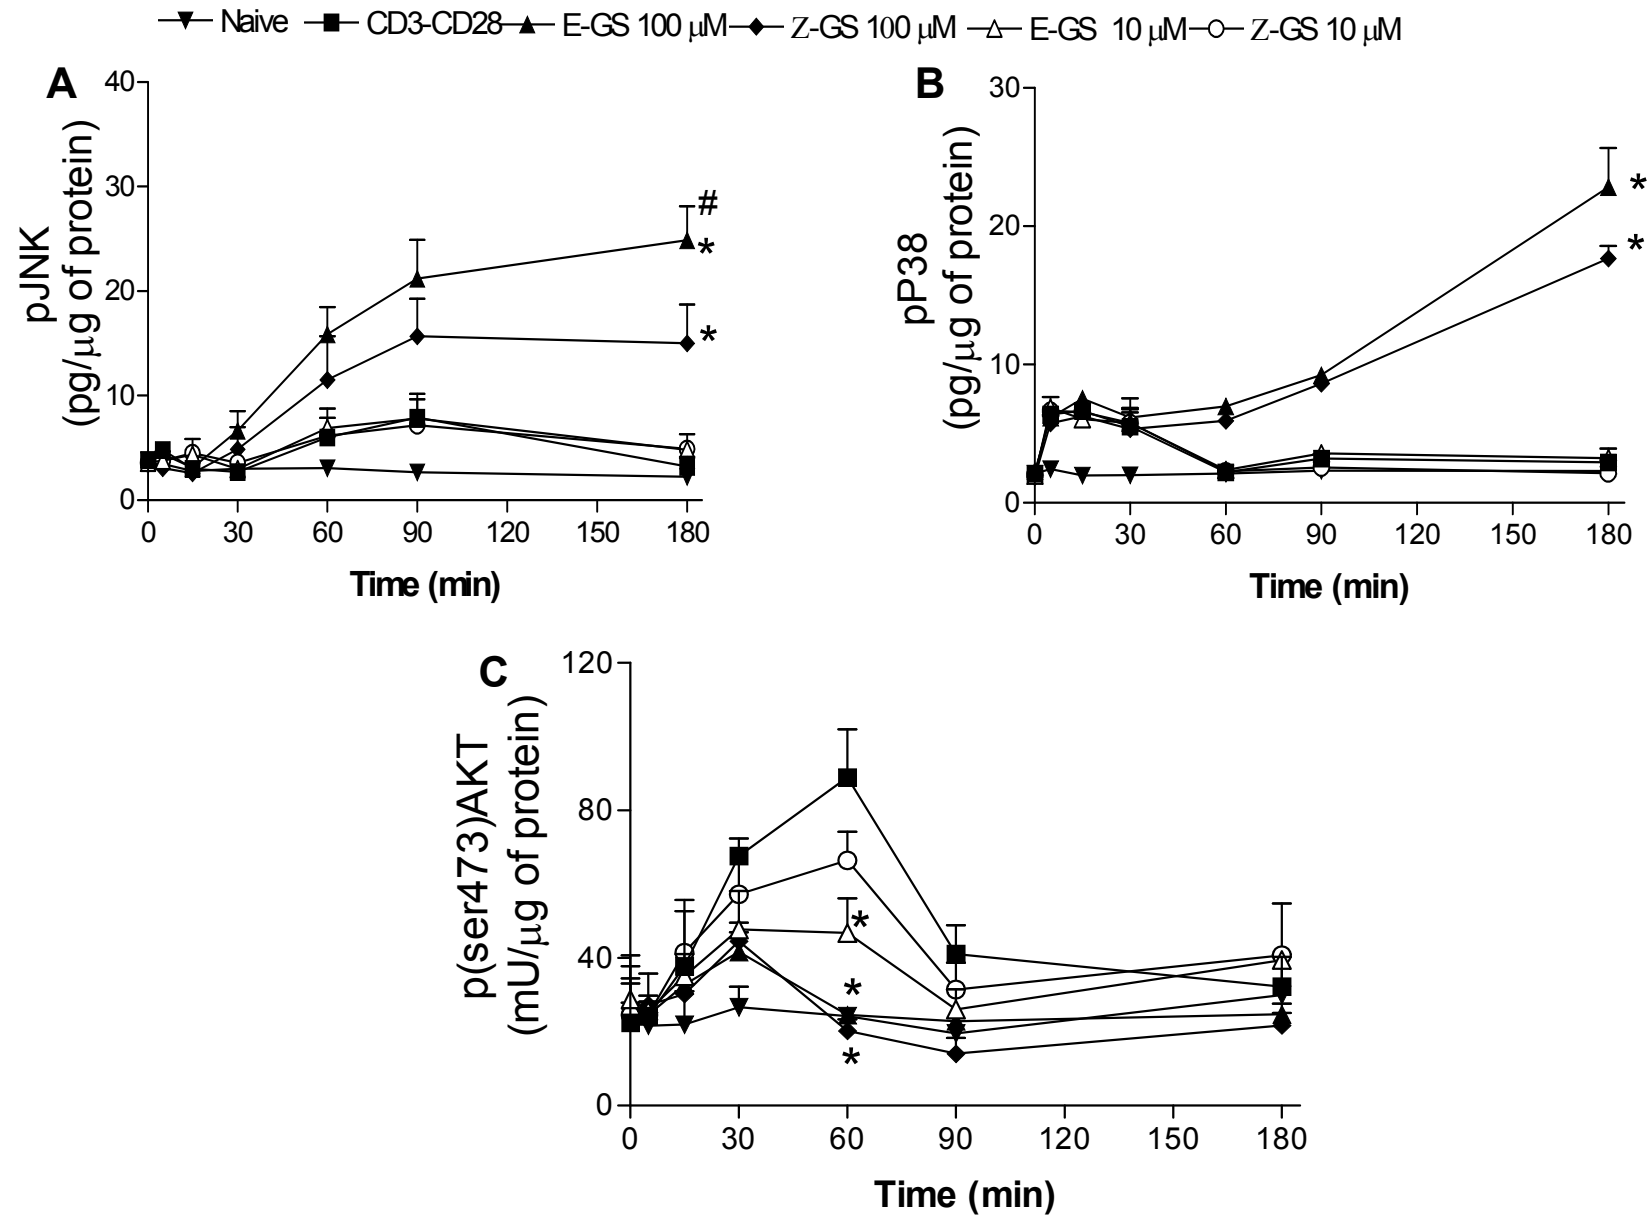 Naive CD3-CD28 E-GS 100 μM Z-GS 100 μM E-GS 10 μM Z-GS 10 μM
A
pJNK
(pg/μg of protein)
40
30
20
10
0
0 30 60 90 120 150 180
Time (min)
#
*
*
B
pP38
(pg/μg of protein)
30
20
10
0
0 30 60 90 120 150 180
Time (min)
*
*
C
p(ser473)AKT
(mU/μg of protein)
120
80
40
0
0 30 60 90 120 150 180
Time (min)
*
*
*